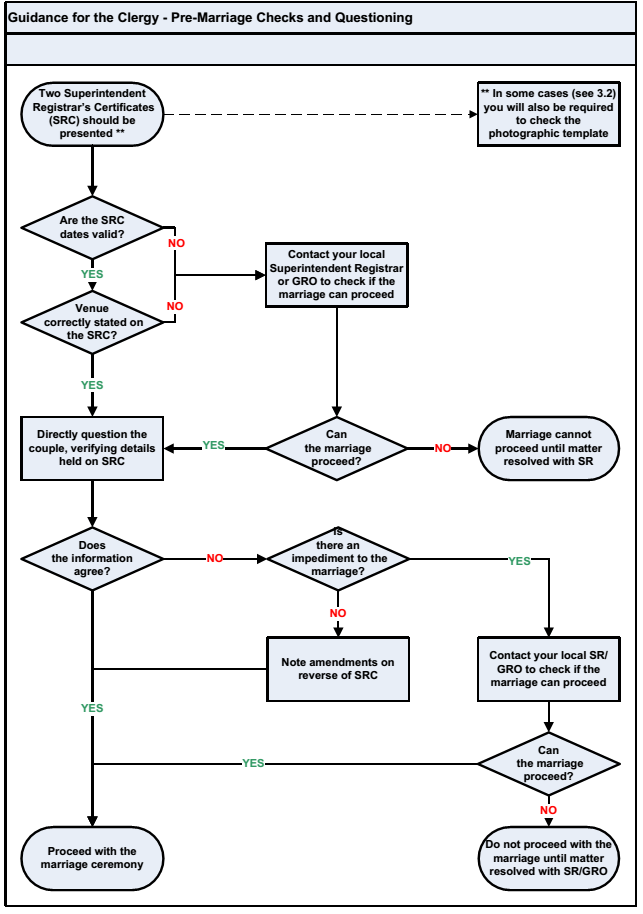 Guidance for the Clergy - Pre-Marriage Checks and Questioning
Two Superintendent
Registrar's Certificates
(SRC) should be
presented **
** In some cases (see 3.2)
you will also be required
to check the
photographic template
Are the SRC
dates valid?
NO
YES
Contact your local
Superintendent Registrar
or GRO to check if the
marriage can proceed
Venue
correctly stated on
the SRC?
NO
YES
Directly question the
couple, verifying details
held on SRC
YES
Can
the marriage
proceed?
NO
Marriage cannot
proceed until matter
resolved with SR
Does
the information
agree?
NO
Is
there an
impediment to the
marriage?
YES
NO
Note amendments on
reverse of SRC
Contact your local SR/
GRO to check if the
marriage can proceed
YES
YES
Can
the marriage
proceed?
NO
Proceed with the
marriage ceremony
Do not proceed with the
marriage until matter
resolved with SR/GRO